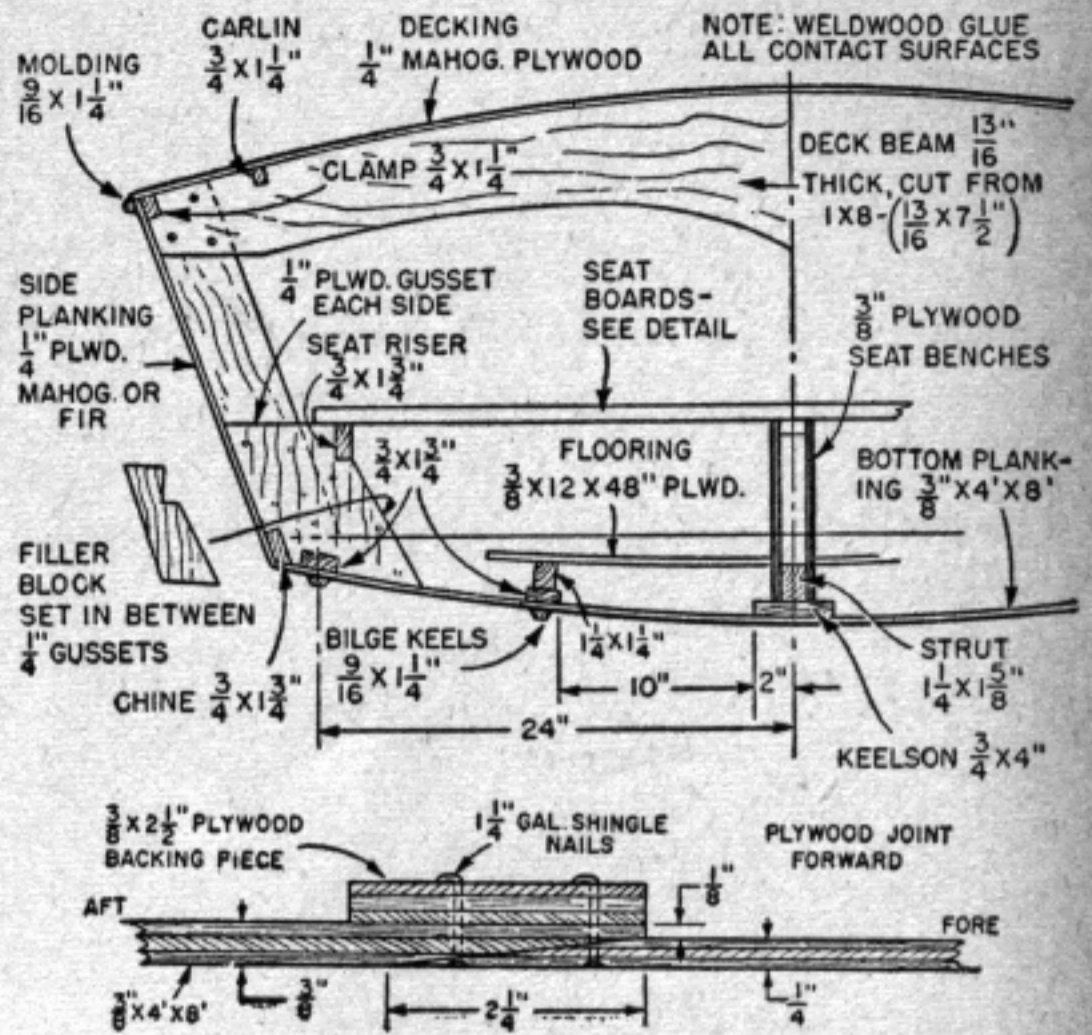 CARLIN
3/4 X 1 1/4"
DECKING
1/4" MAHOG. PLYWOOD
NOTE: WELDWOOD GLUE
ALL CONTACT SURFACES
MOLDING
9/16 X 1 1/4"
CLAMP 3/4 X 1 1/4"
DECK BEAM 13/16"
THICK, CUT FROM
1X8-(13/16 X 7 1/2")
SIDE
PLANKING
1/4" PLWD.
MAHOG. OR
FIR
1/4" PLWD. GUSSET
EACH SIDE
SEAT RISER
3/4 X 1 3/4"
SEAT
BOARDS-
SEE DETAIL
3/8" PLYWOOD
SEAT BENCHES
3/4 X 1 3/4"
FLOORING
3/8 X 12 X 48" PLWD.
BOTTOM PLANK-
ING 3/8" X 4' X 8'
FILLER
BLOCK
SET IN BETWEEN
1/4" GUSSETS
CHINE 3/4 X 1 3/4"
BILGE KEELS
9/16 X 1 1/4"
1 1/4 X 1 1/4"
10"
2"
24"
STRUT
1 1/4 X 1 5/8"
KEELSON 3/4 X 4"
3/8 X 2 1/2" PLYWOOD
BACKING PIECE
1 1/4" GAL. SHINGLE
NAILS
PLYWOOD JOINT
FORWARD
1/8"
AFT
FORE
3/8" X 4' X 8'
3/8"
2 1/4"
1/4"